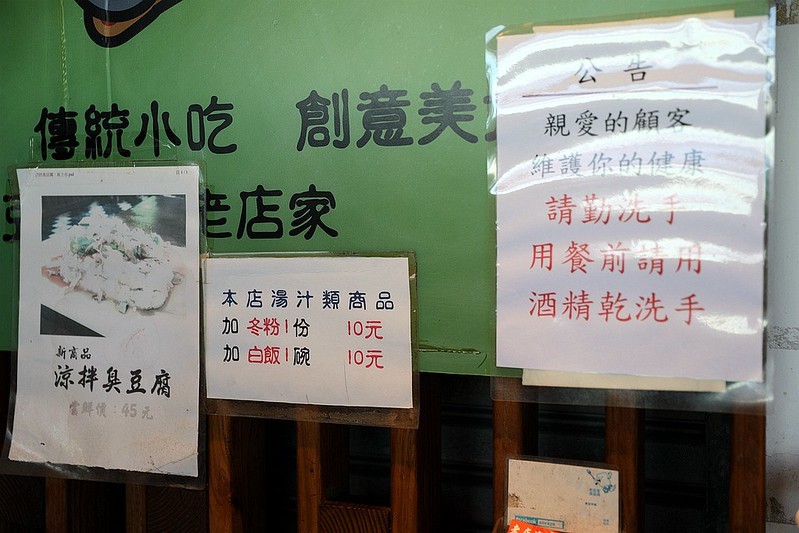 傳統小吃 創意美
老店家
新商品
涼拌臭豆腐
嘗鮮價：45元
本店湯汁類商品
加 冬粉1份 10元
加 白飯1碗 10元
公告
親愛的顧客
維護你的健康
請勤洗手
用餐前請用
酒精乾洗手